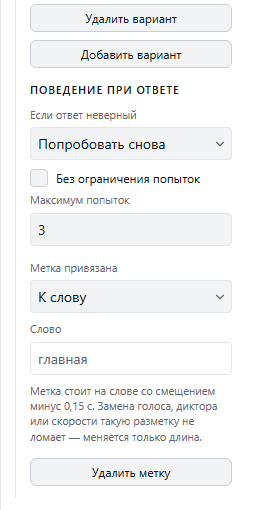 Удалить вариант
Добавить вариант
ПОВЕДЕНИЕ ПРИ ОТВЕТЕ
Если ответ неверный
Попробовать снова
Без ограничения попыток
Максимум попыток
3
Метка привязана
К слову
Слово
главная
Метка стоит на слове со смещением
минус 0,15 с. Замена голоса, диктора
или скорости такую разметку не
ломает — меняется только длина.
Удалить метку